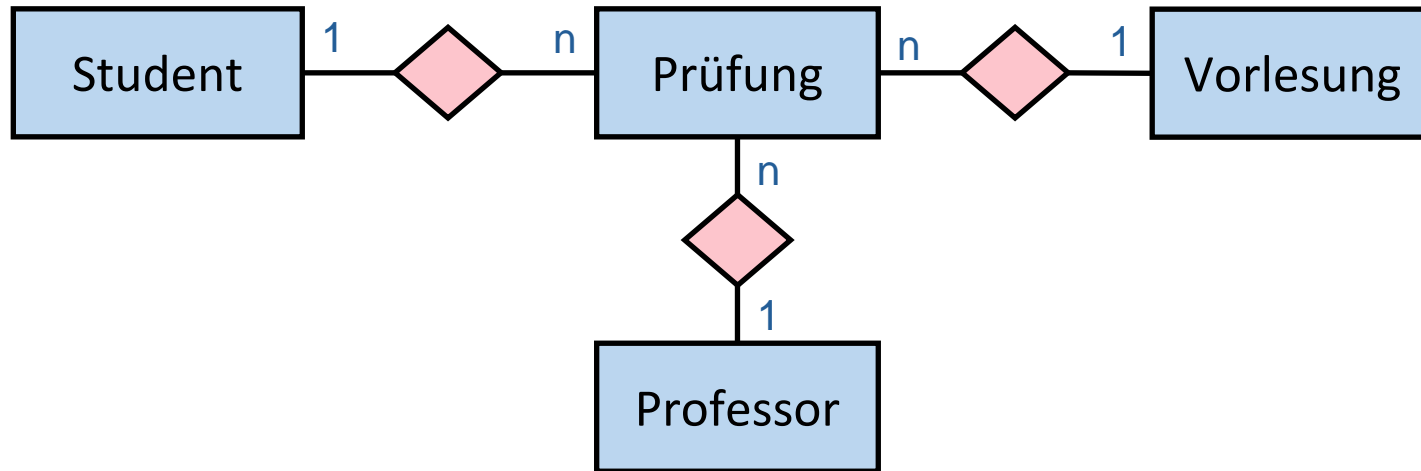 1 n n 1
Student Prüfung Vorlesung
n
1
Professor